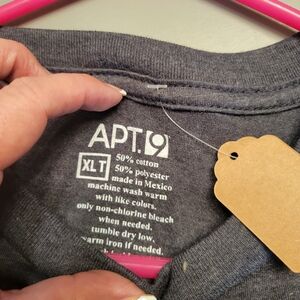 APT.9
XLT
50% cotton
50% polyester
made in Mexico
machine wash warm
with like colors.
only non-chlorine bleach
when needed.
tumble dry low.
warm iron if needed.